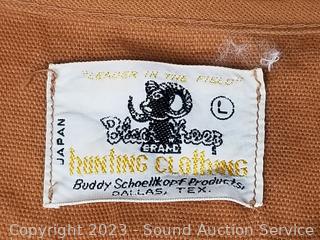 "LEADER IN THE FIELD"
L
Black Sheep
BRAND
JAPAN
hunting clothing
Buddy Schoellkopf Products,
DALLAS, TEX.
Copyright 2023 - Sound Auction Service